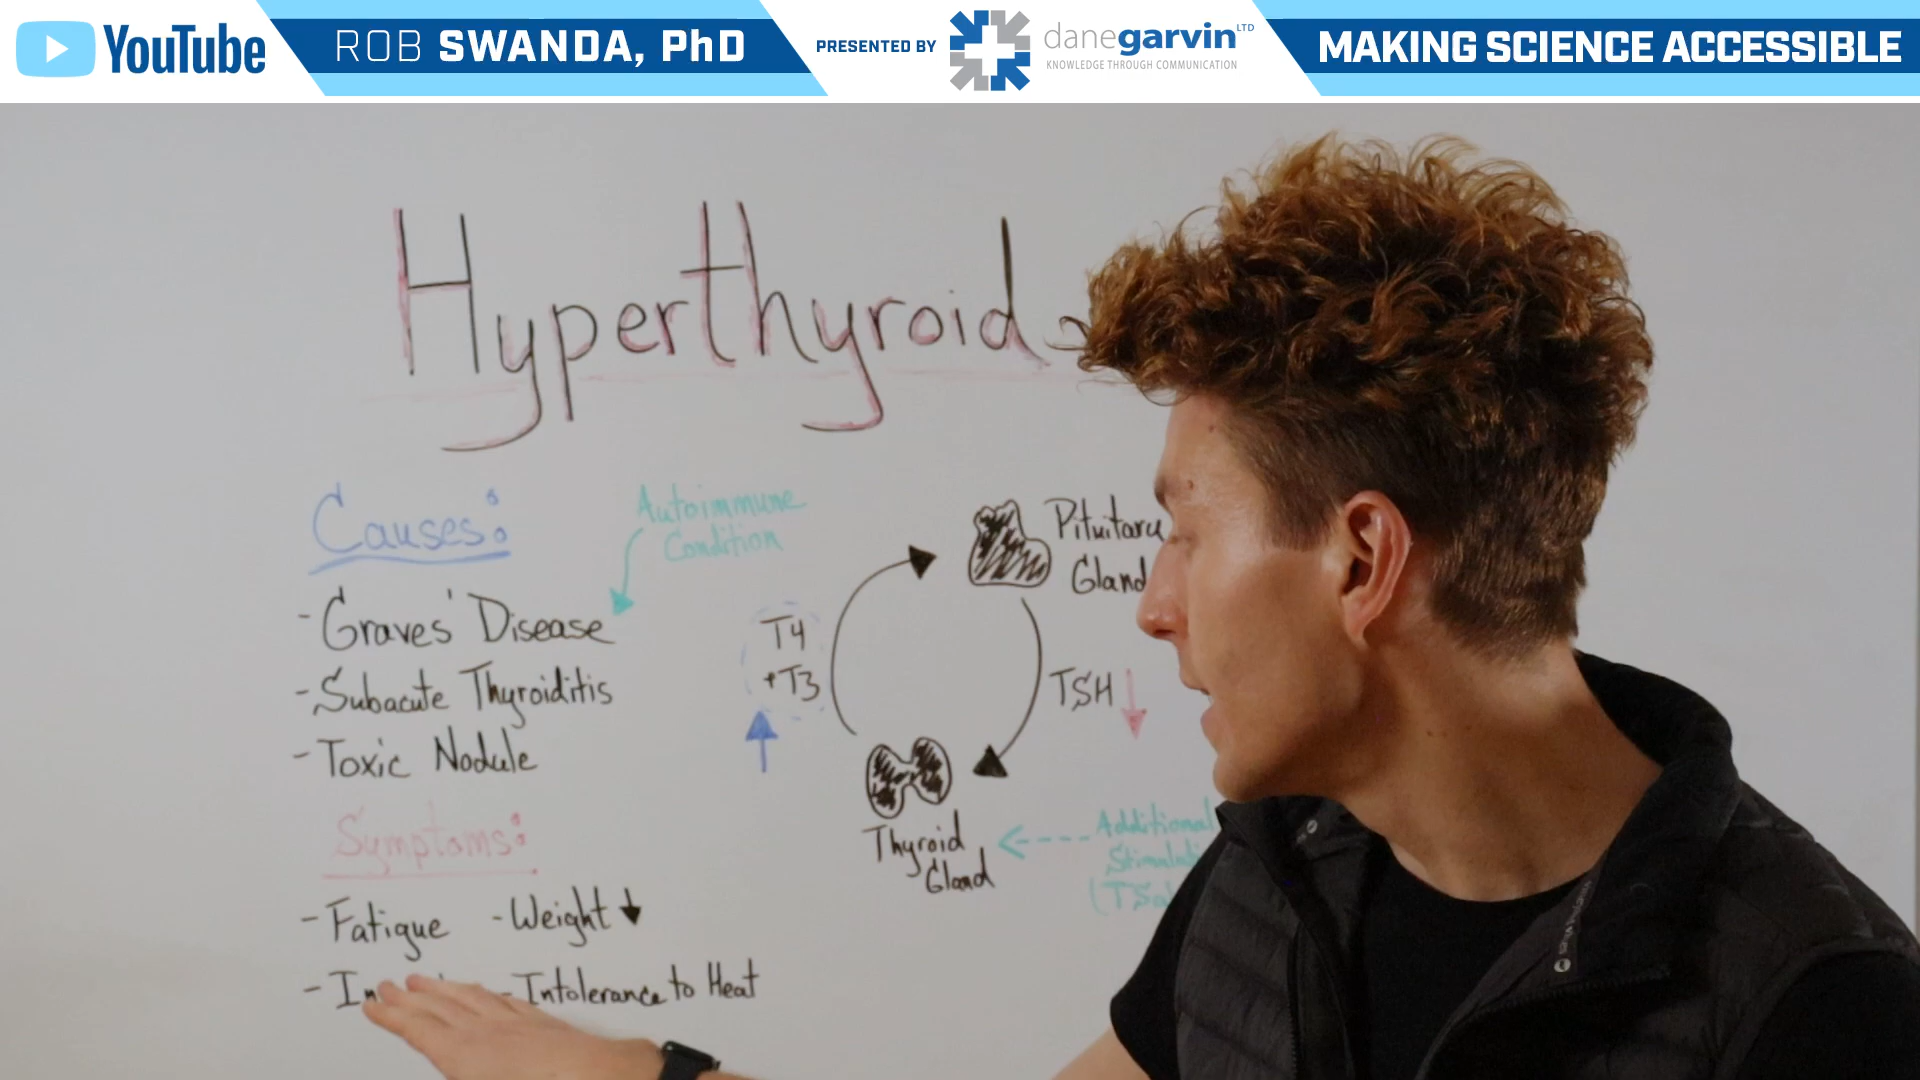 YouTube
ROB SWANDA, PhD
PRESENTED BY
danegarvin LTD
KNOWLEDGE THROUGH COMMUNICATION
MAKING SCIENCE ACCESSIBLE
Hyperthyroid
Causes:
Autoimmune
Condition
- Graves' Disease
- Subacute Thyroiditis
- Toxic Nodule
Pituitary
Gland
T4
+T3
TSH
Thyroid
Gland
Additional
Symptoms:
- Fatigue - Weight ↓
- Intolerance to Heat